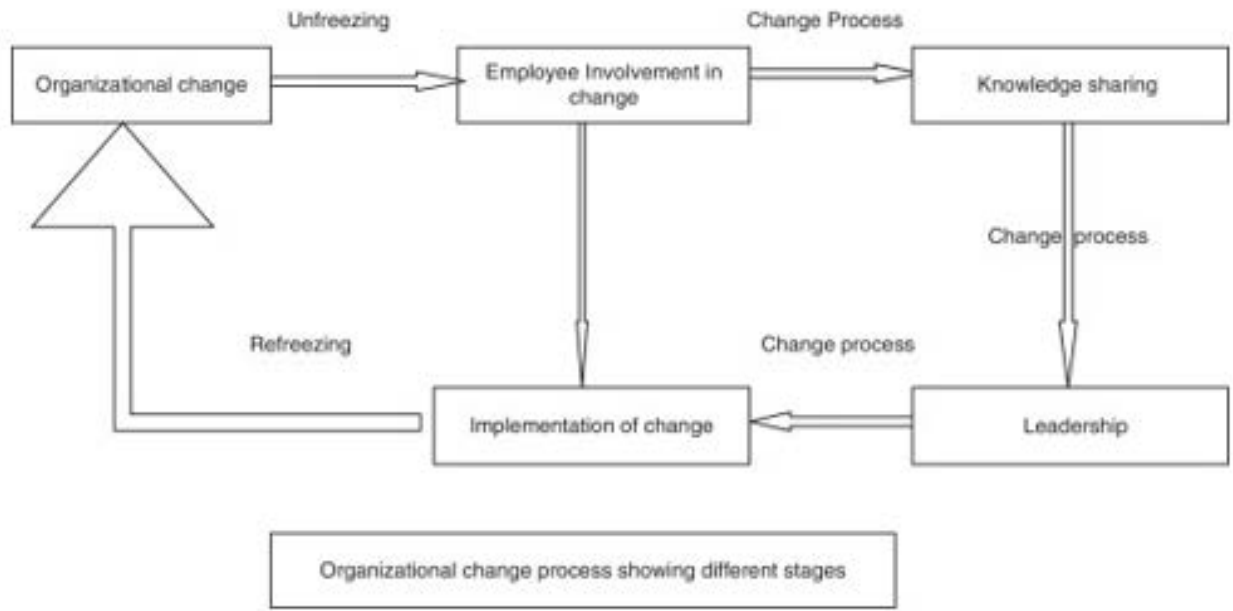 Unfreezing
Change Process
Organizational change
Employee Involvement in
change
Knowledge sharing
Change process
Refreezing
Change process
Implementation of change
Leadership
Organizational change process showing different stages